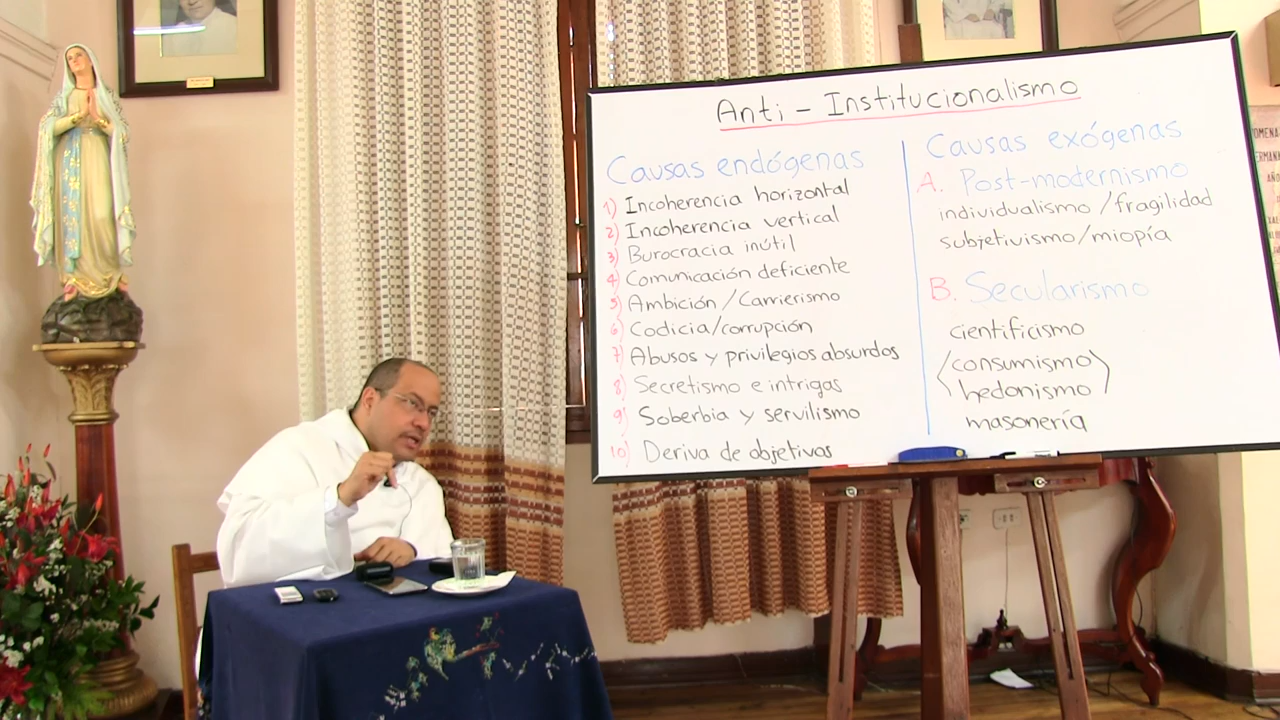 Anti - Institucionalismo
Causas endógenas
1) Incoherencia horizontal
2) Incoherencia vertical
3) Burocracia inútil
4) Comunicación deficiente
5) Ambición / Carrierismo
6) Codicia/corrupción
7) Abusos y privilegios absurdos
8) Secretismo e intrigas
9) Soberbia y servilismo
10) Deriva de objetivos
Causas exógenas
A. Post-modernismo
individualismo / fragilidad
subjetivismo/miopía
B. Secularismo
cientificismo
(consumismo
hedonismo)
masonería